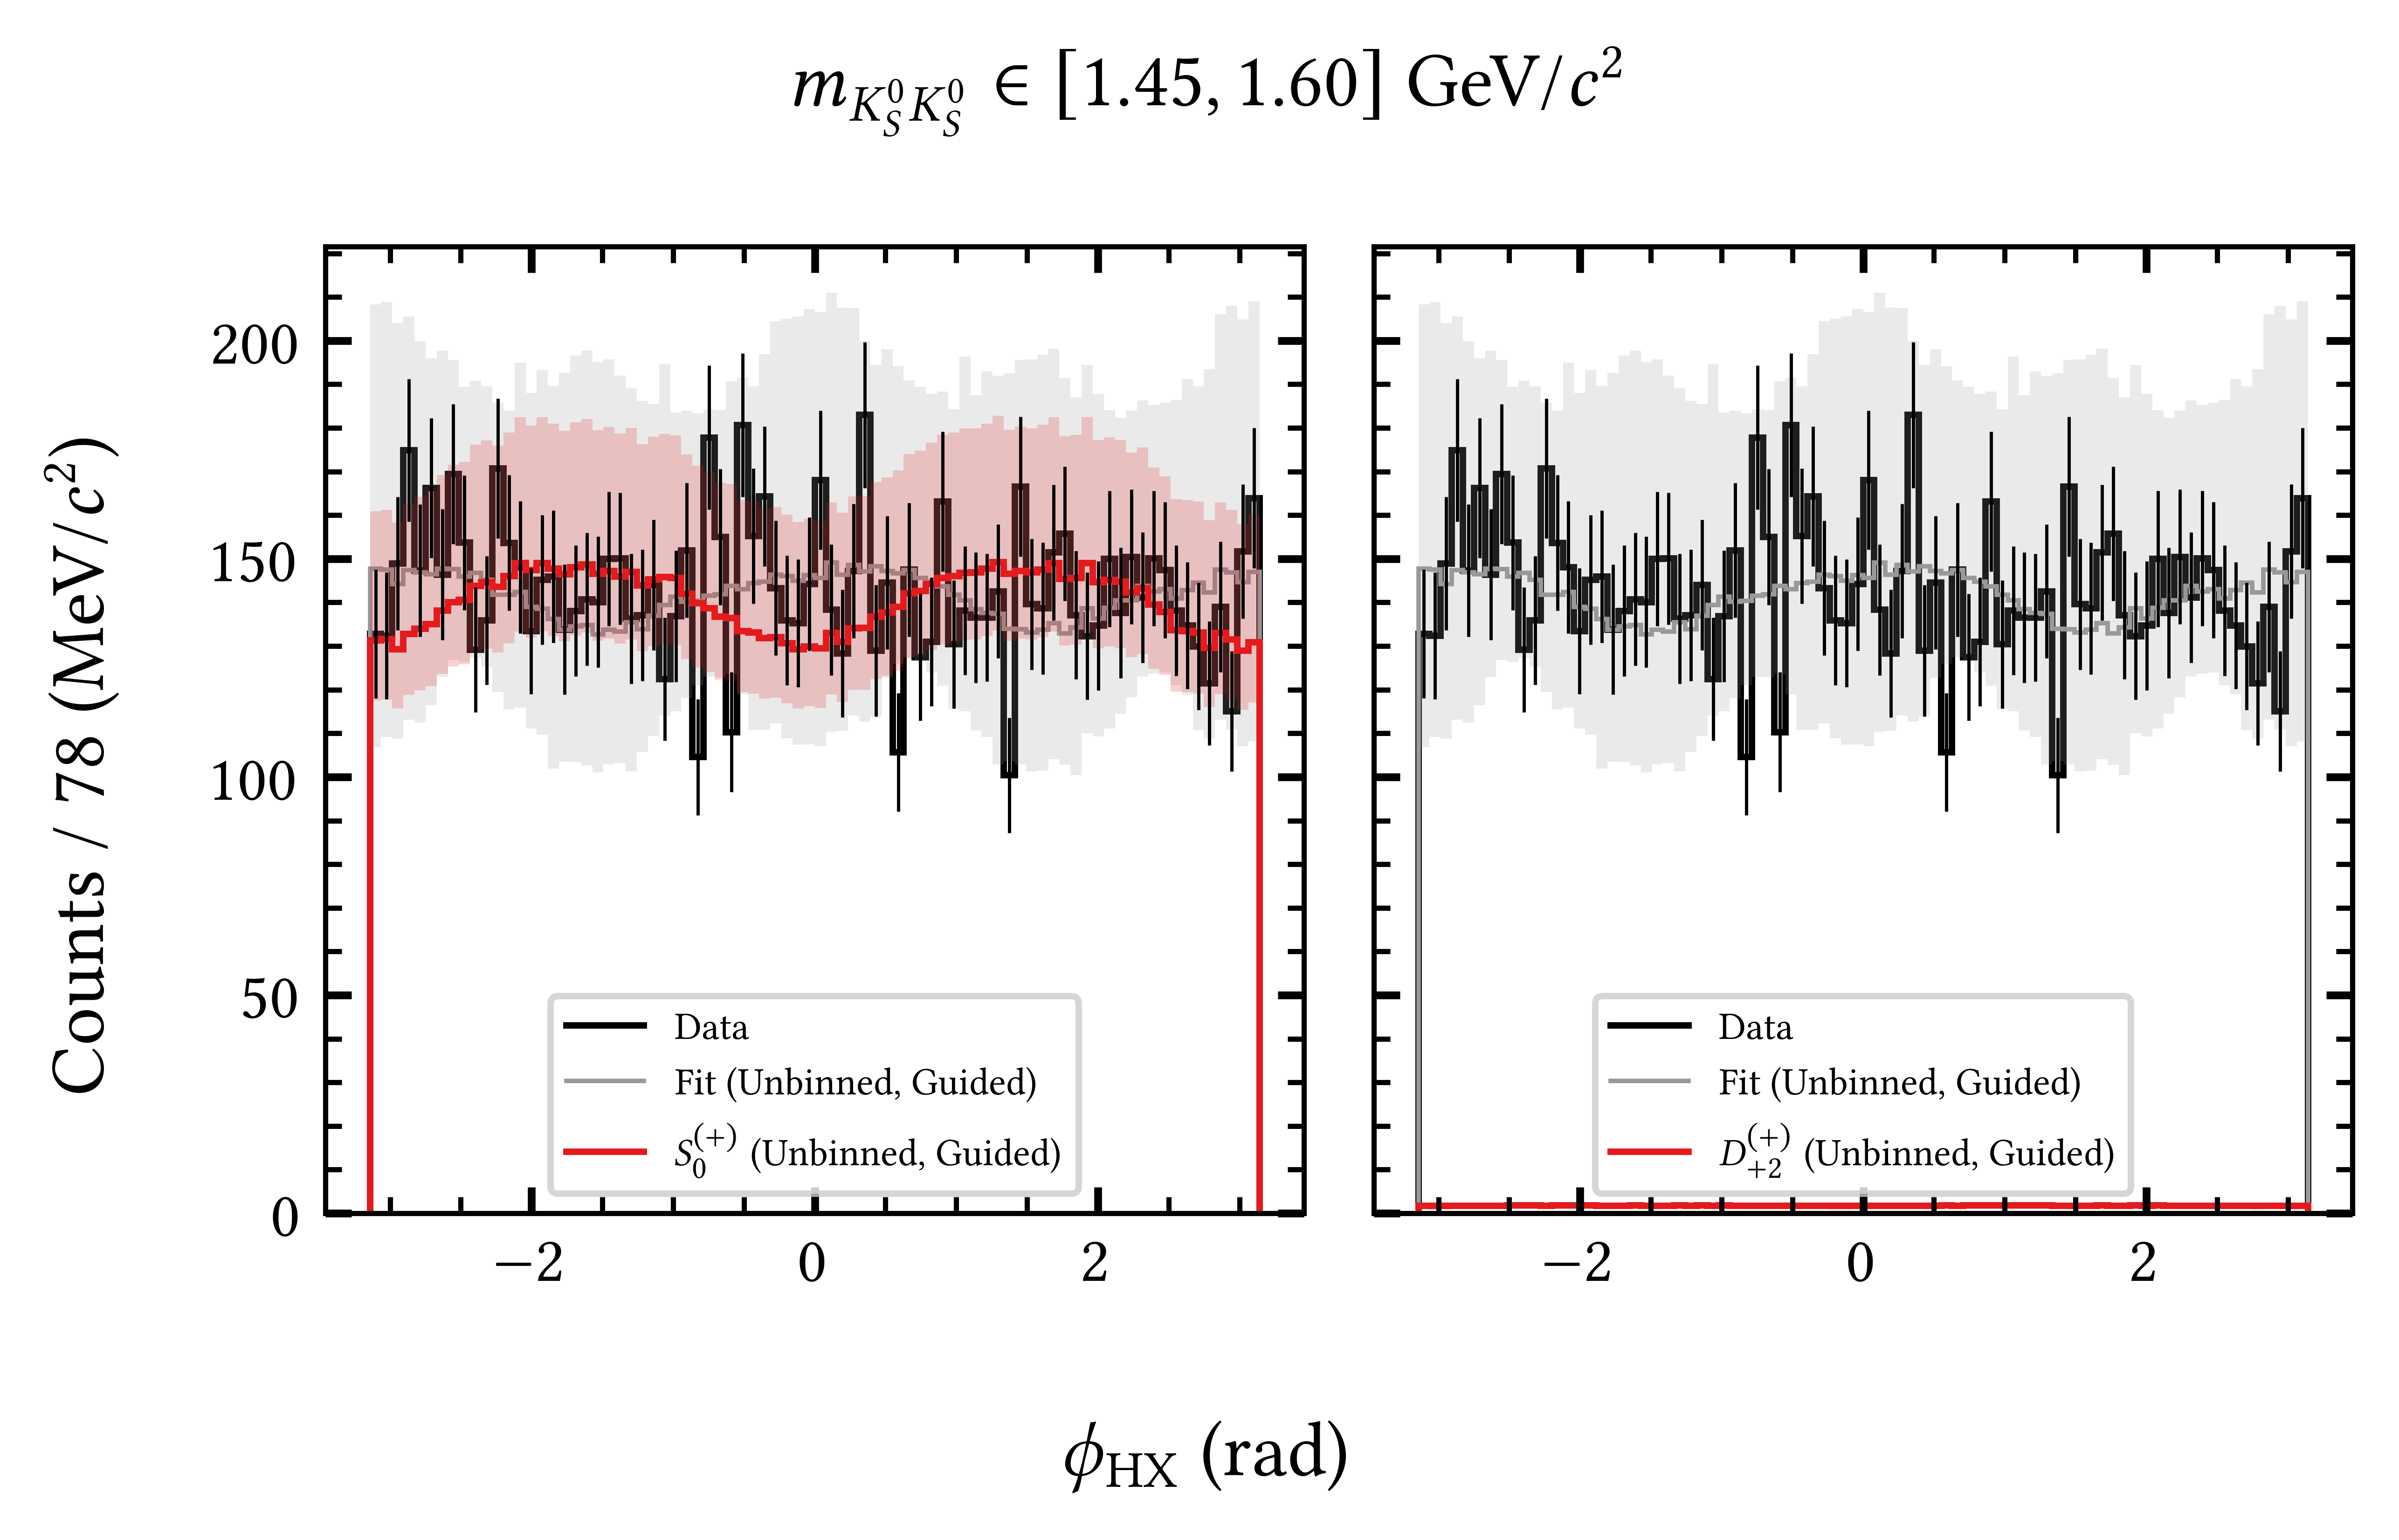 m_{K_S^0 K_S^0} ∈ [1.45, 1.60] GeV/c²
Counts / 78 (MeV/c²)
200
150
100
50
0
Data
Fit (Unbinned, Guided)
S_0^{(+)} (Unbinned, Guided)
−2
0
2
Data
Fit (Unbinned, Guided)
D_{+2}^{(+)} (Unbinned, Guided)
−2
0
2
ϕ_{HX} (rad)